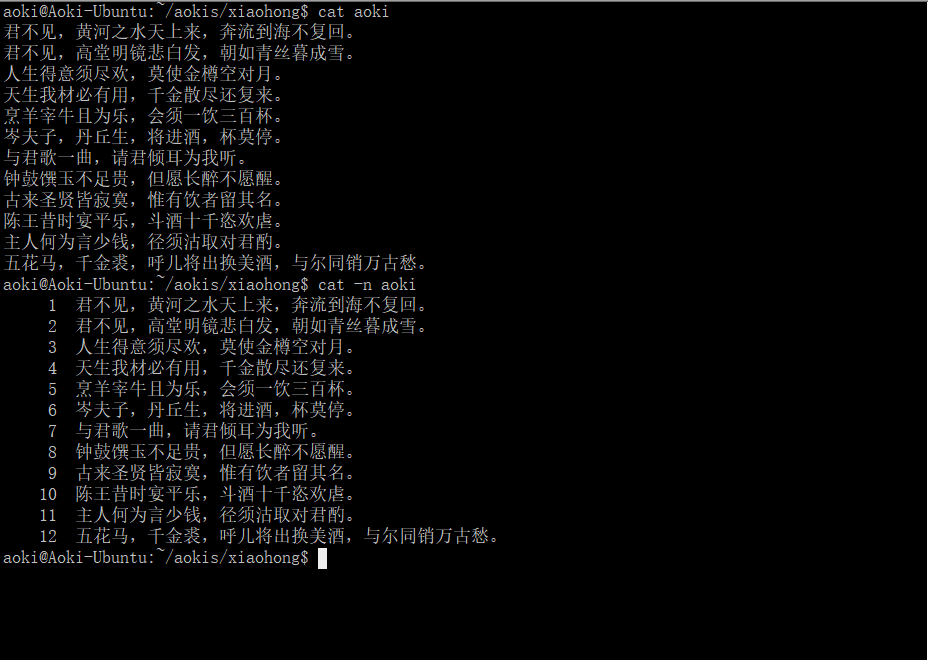 aoki@Aoki-Ubuntu:~/aokis/xiaohong$ cat aoki
君不见，黄河之水天上来，奔流到海不复回。
君不见，高堂明镜悲白发，朝如青丝暮成雪。
人生得意须尽欢，莫使金樽空对月。
天生我材必有用，千金散尽还复来。
烹羊宰牛且为乐，会须一饮三百杯。
岑夫子，丹丘生，将进酒，杯莫停。
与君歌一曲，请君倾耳为我听。
钟鼓馔玉不足贵，但愿长醉不愿醒。
古来圣贤皆寂寞，惟有饮者留其名。
陈王昔时宴平乐，斗酒十千恣欢虐。
主人何为言少钱，径须沽取对君酌。
五花马，千金裘，呼儿将出换美酒，与尔同销万古愁。
aoki@Aoki-Ubuntu:~/aokis/xiaohong$ cat -n aoki
1 君不见，黄河之水天上来，奔流到海不复回。
2 君不见，高堂明镜悲白发，朝如青丝暮成雪。
3 人生得意须尽欢，莫使金樽空对月。
4 天生我材必有用，千金散尽还复来。
5 烹羊宰牛且为乐，会须一饮三百杯。
6 岑夫子，丹丘生，将进酒，杯莫停。
7 与君歌一曲，请君倾耳为我听。
8 钟鼓馔玉不足贵，但愿长醉不愿醒。
9 古来圣贤皆寂寞，惟有饮者留其名。
10 陈王昔时宴平乐，斗酒十千恣欢虐。
11 主人何为言少钱，径须沽取对君酌。
12 五花马，千金裘，呼儿将出换美酒，与尔同销万古愁。
aoki@Aoki-Ubuntu:~/aokis/xiaohong$